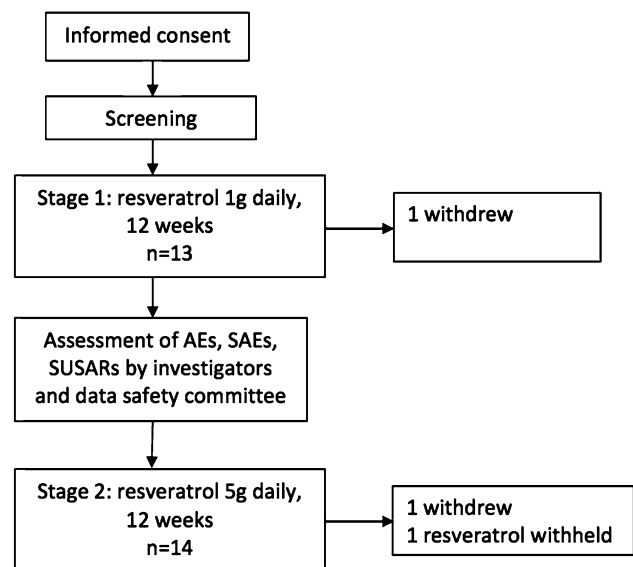 Informed consent
Screening
Stage 1: resveratrol 1g daily,
12 weeks
n=13
1 withdrew
Assessment of AEs, SAEs,
SUSARs by investigators
and data safety committee
Stage 2: resveratrol 5g daily,
12 weeks
n=14
1 withdrew
1 resveratrol withheld